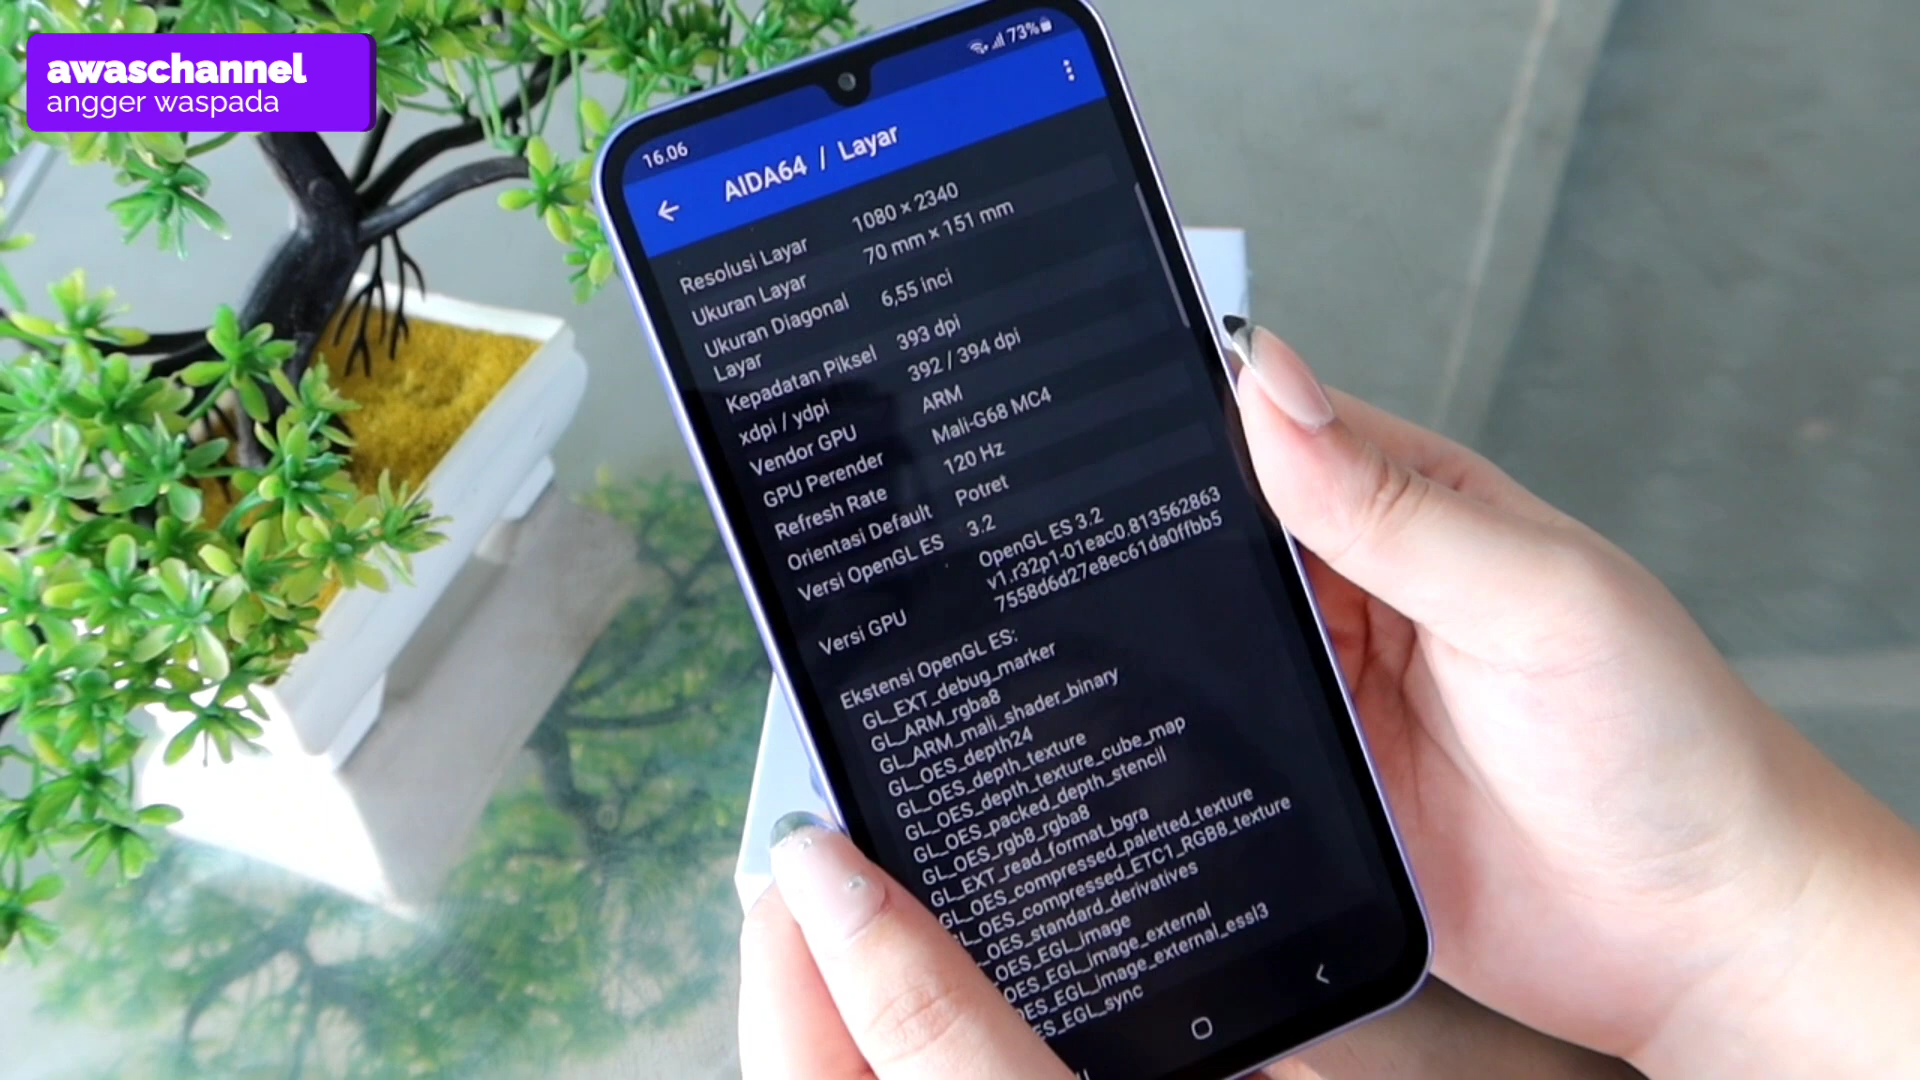 awaschannel
angger waspada
16.06
73%
AIDA64 / Layar
Resolusi Layar 1080 × 2340
Ukuran Layar 70 mm × 151 mm
Ukuran Diagonal Layar 6,55 inci
Kepadatan Piksel 393 dpi
xdpi / ydpi 392 / 394 dpi
Vendor GPU ARM
GPU Perender Mali-G68 MC4
Refresh Rate 120 Hz
Orientasi Default Potret
Versi OpenGL ES 3.2
Versi GPU OpenGL ES 3.2
v1.r32p1-01eac0.813562863
7558d6d27e8ec61da0ffbb5
Ekstensi OpenGL ES:
GL_EXT_debug_marker
GL_ARM_rgba8
GL_ARM_mali_shader_binary
GL_OES_depth24
GL_OES_depth_texture
GL_OES_depth_texture_cube_map
GL_OES_packed_depth_stencil
GL_OES_rgb8_rgba8
GL_EXT_read_format_bgra
GL_OES_compressed_paletted_texture
L_OES_compressed_ETC1_RGB8_texture
_OES_standard_derivatives
_OES_EGL_image
OES_EGL_image_external
ES_EGL_image_external_essl3
ES_EGL_sync